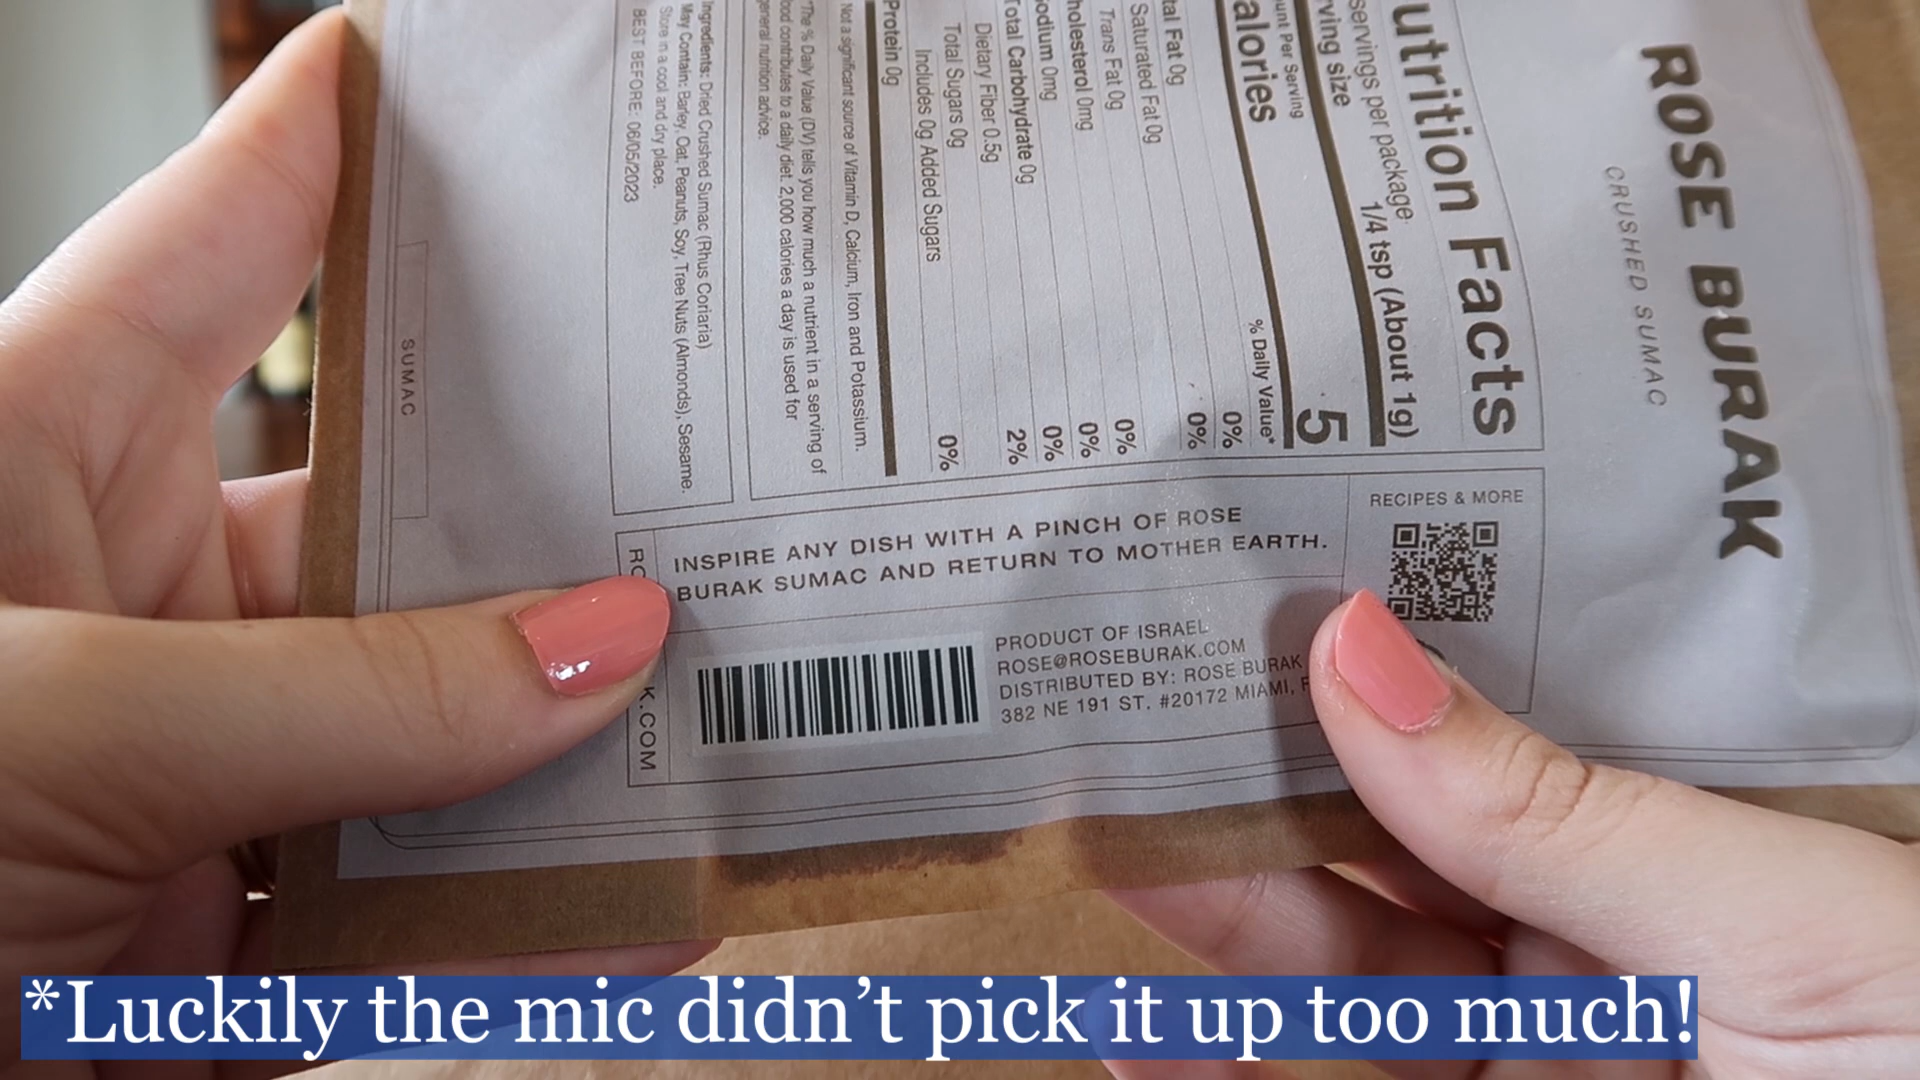 ROSE BURAK
CRUSHED SUMAC
utrition Facts
servings per package
rving size 1/4 tsp (About 1g)
unt Per Serving
alories 5
% Daily Value*
tal Fat 0g 0%
Saturated Fat 0g 0%
Trans Fat 0g
holesterol 0mg 0%
odium 0mg 0%
Total Carbohydrate 0g 0%
Dietary Fiber 0.5g 2%
Total Sugars 0g
Includes 0g Added Sugars 0%
Protein 0g
Not a significant source of Vitamin D, Calcium, Iron and Potassium.
*The % Daily Value (DV) tells you how much a nutrient in a serving of
food contributes to a daily diet. 2,000 calories a day is used for
general nutrition advice.
Ingredients: Dried Crushed Sumac (Rhus Coriaria)
May Contain: Barley, Oat, Peanuts, Soy, Tree Nuts (Almonds), Sesame.
Store in a cool and dry place.
BEST BEFORE: 06/05/2023
SUMAC
RECIPES & MORE
INSPIRE ANY DISH WITH A PINCH OF ROSE
BURAK SUMAC AND RETURN TO MOTHER EARTH.
RO
K.COM
PRODUCT OF ISRAEL
ROSE@ROSEBURAK.COM
DISTRIBUTED BY: ROSE BURAK
382 NE 191 ST. #20172 MIAMI, F
*Luckily the mic didn't pick it up too much!